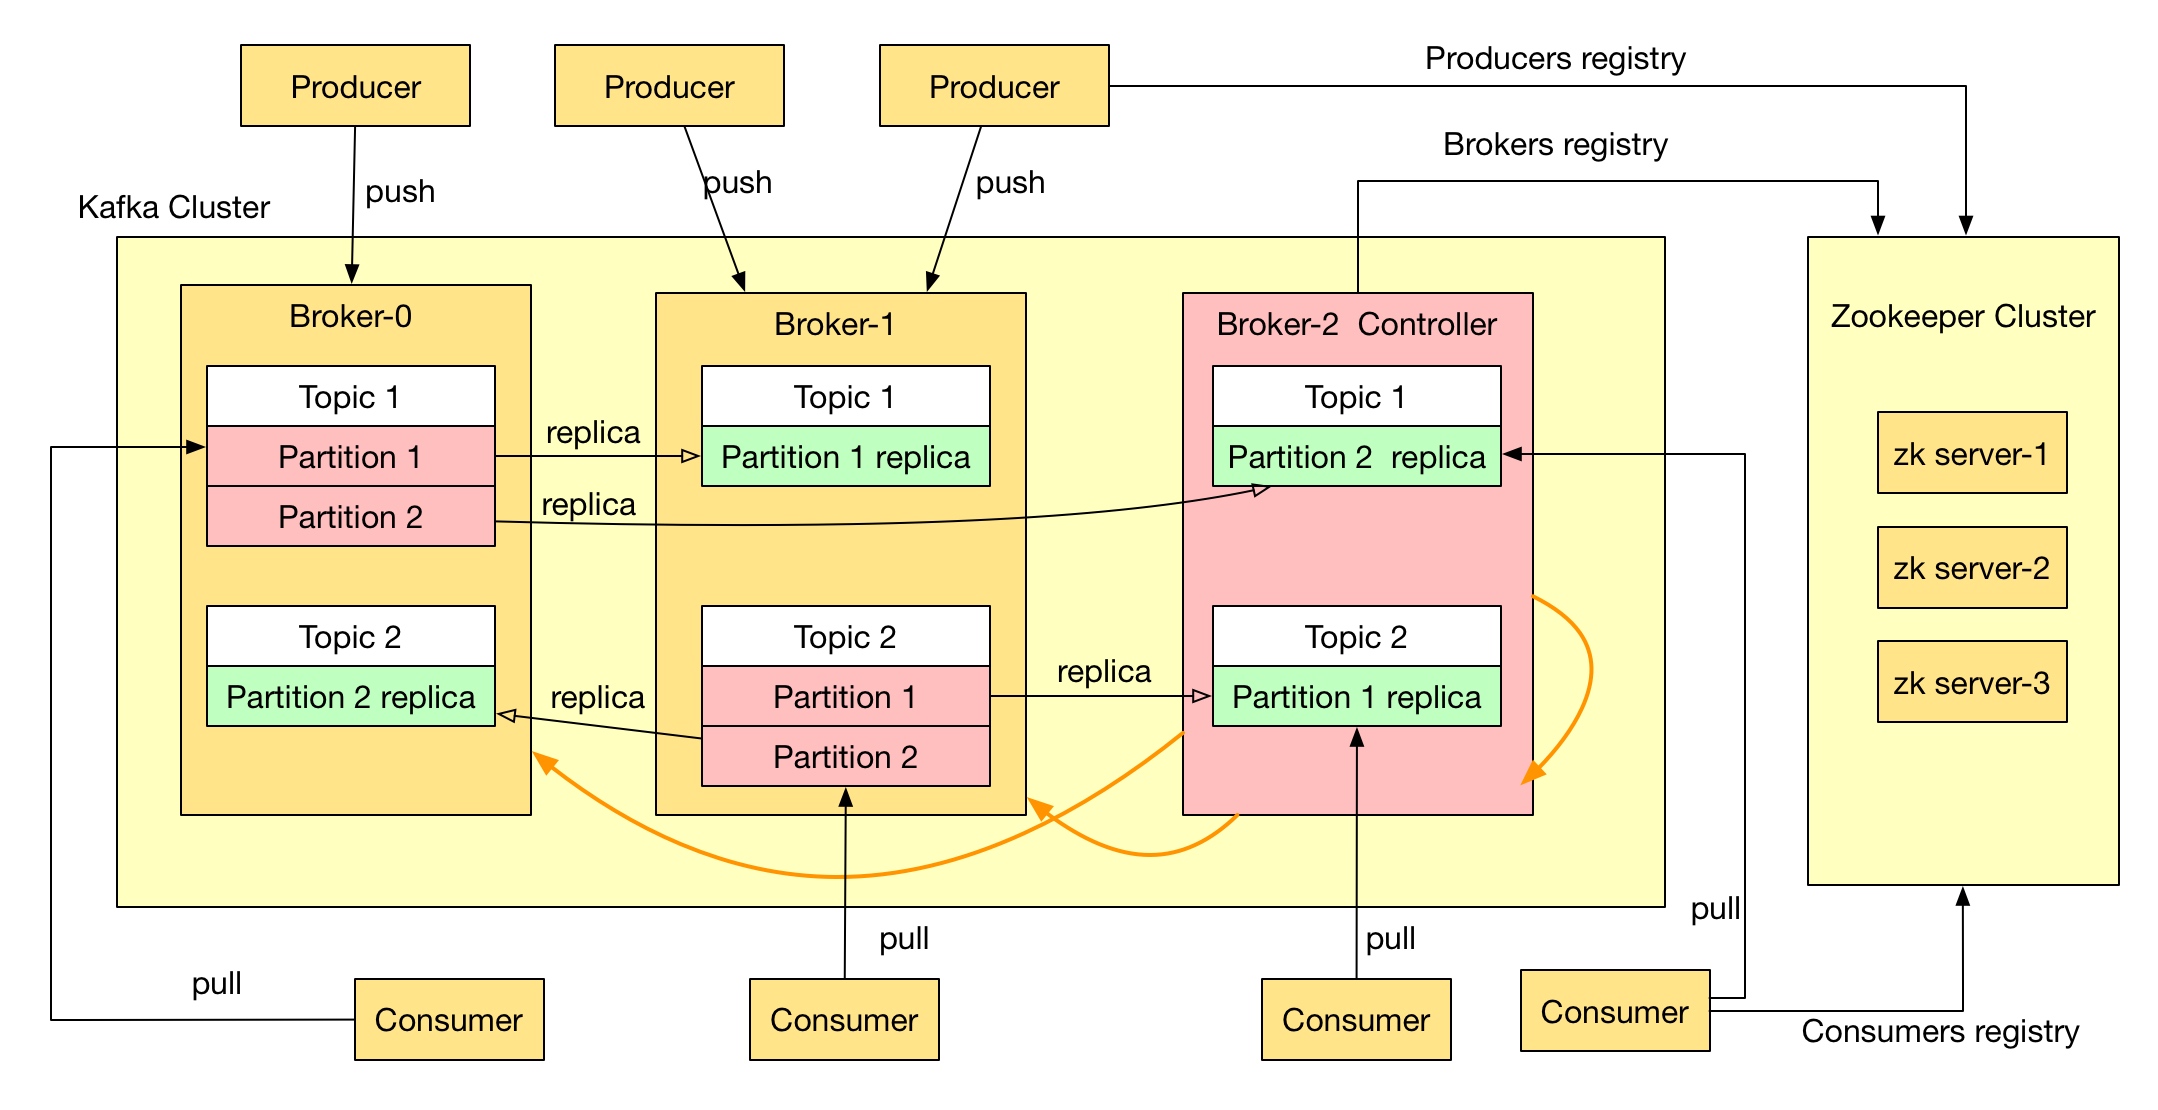 Producer
Producer
Producer
Producers registry
Brokers registry
push
push
push
Kafka Cluster
Broker-0
Topic 1
Partition 1
Partition 2
Topic 2
Partition 2 replica
replica
replica
replica
Broker-1
Topic 1
Partition 1 replica
Topic 2
Partition 1
Partition 2
replica
Broker-2  Controller
Topic 1
Partition 2  replica
Topic 2
Partition 1 replica
Zookeeper Cluster
zk server-1
zk server-2
zk server-3
pull
pull
pull
pull
Consumer
Consumer
Consumer
Consumer
Consumers registry